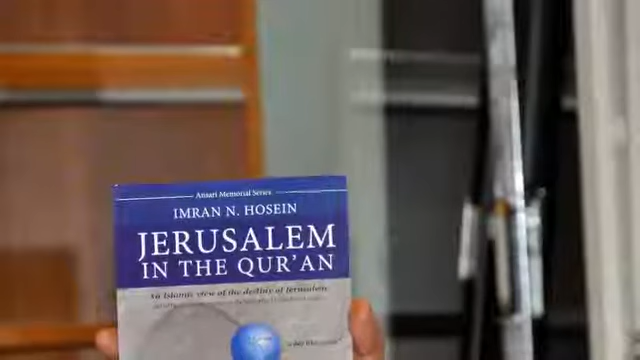 Ansari Memorial Series
IMRAN N. HOSEIN
JERUSALEM
IN THE QUR'AN
An Islamic view of the destiny of Jerusalem